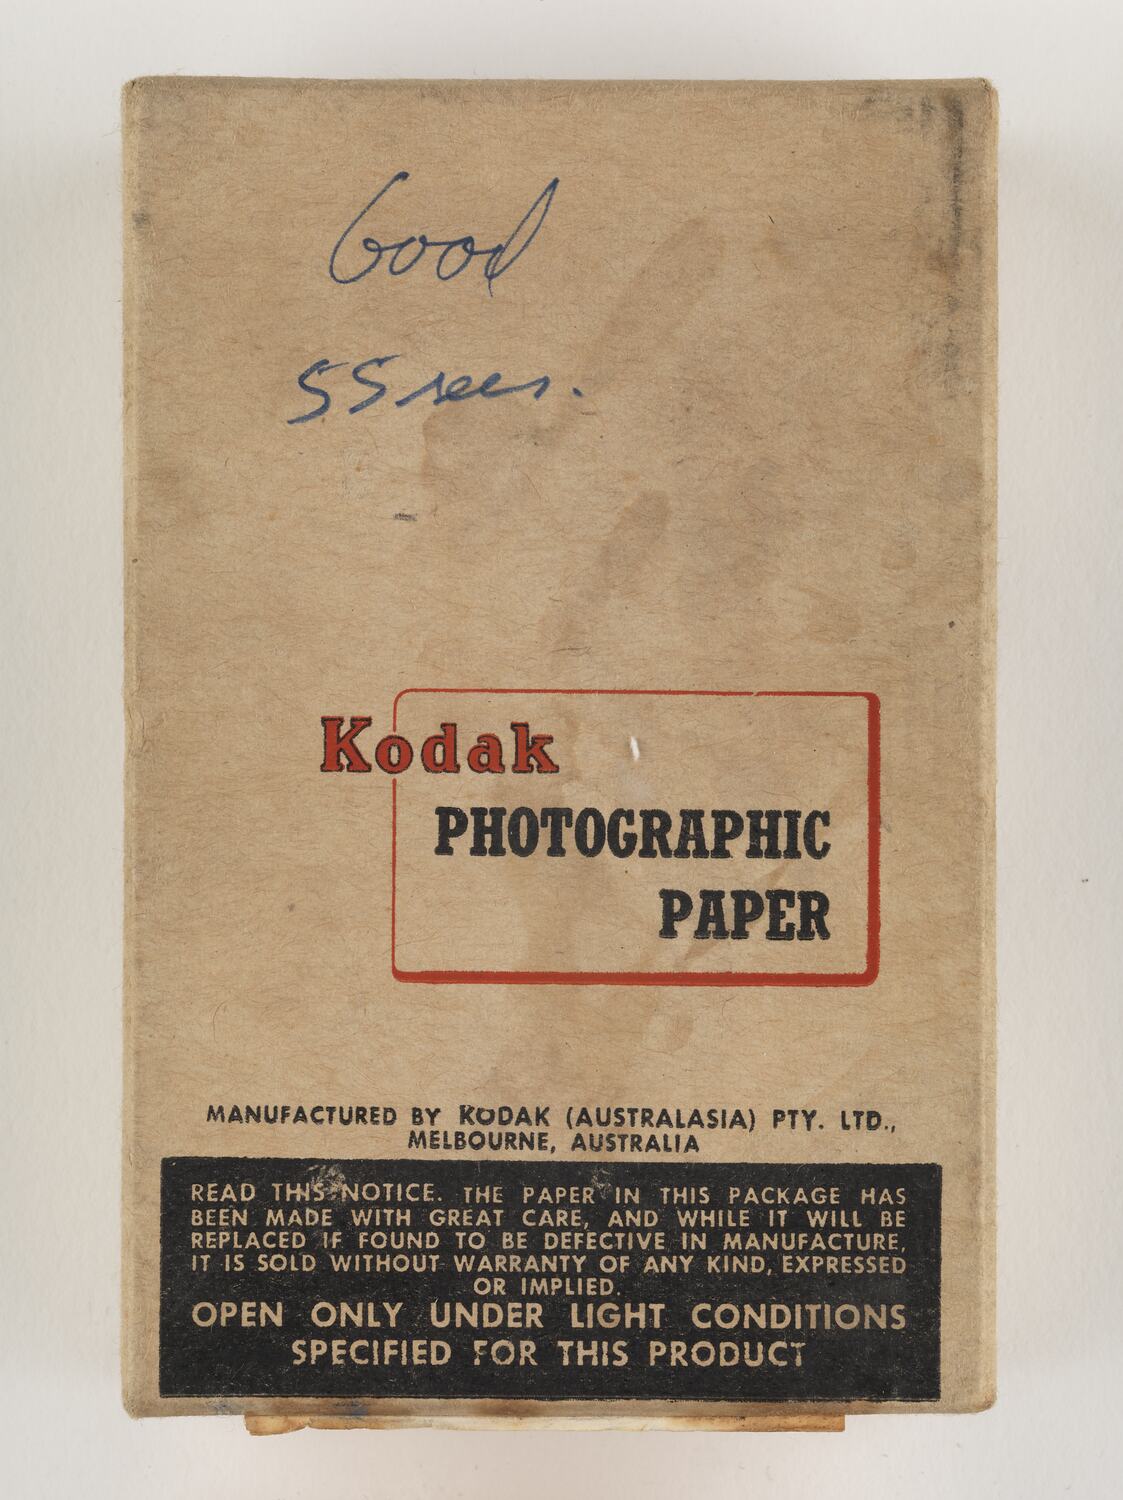 Good
55 secs.
Kodak
PHOTOGRAPHIC
PAPER
MANUFACTURED BY KODAK (AUSTRALASIA) PTY. LTD.,
MELBOURNE, AUSTRALIA
READ THIS NOTICE. THE PAPER IN THIS PACKAGE HAS
BEEN MADE WITH GREAT CARE, AND WHILE IT WILL BE
REPLACED IF FOUND TO BE DEFECTIVE IN MANUFACTURE,
IT IS SOLD WITHOUT WARRANTY OF ANY KIND, EXPRESSED
OR IMPLIED.
OPEN ONLY UNDER LIGHT CONDITIONS
SPECIFIED FOR THIS PRODUCT